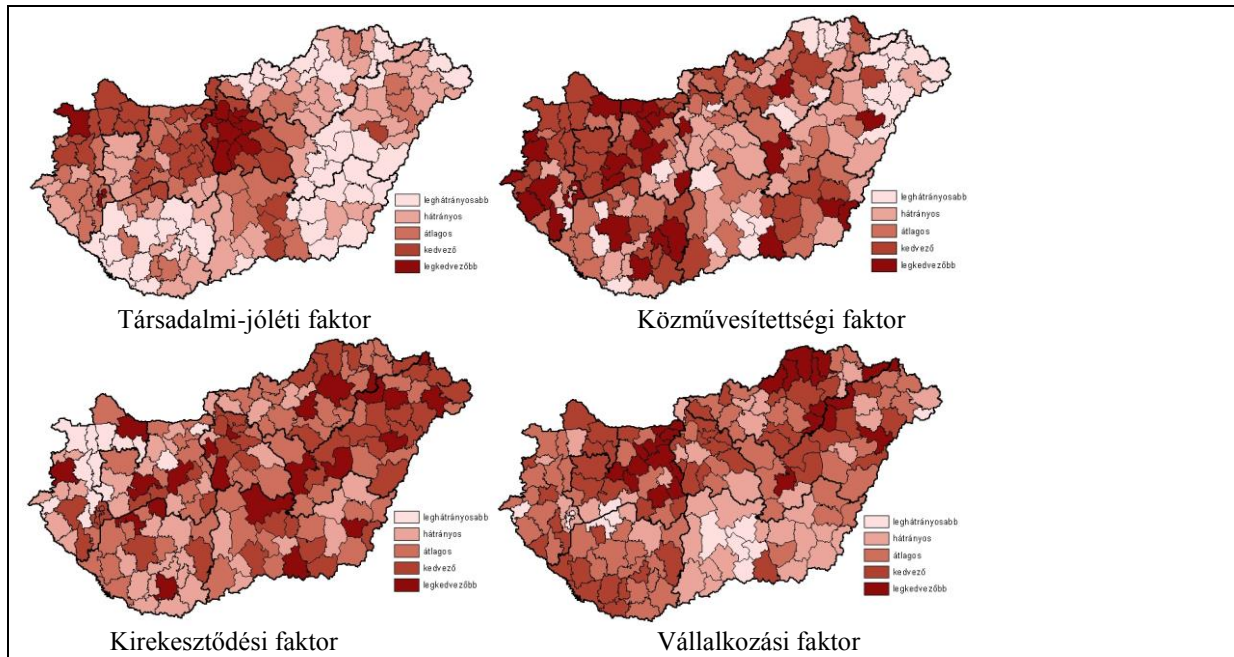 leghátrányosabb
hátrányos
átlagos
kedvező
legkedvezőbb
Társadalmi-jóléti faktor
leghátrányosabb
hátrányos
átlagos
kedvező
legkedvezőbb
Közművesítettségi faktor
leghátrányosabb
hátrányos
átlagos
kedvező
legkedvezőbb
Kirekesztődési faktor
leghátrányosabb
hátrányos
átlagos
kedvező
legkedvezőbb
Vállalkozási faktor